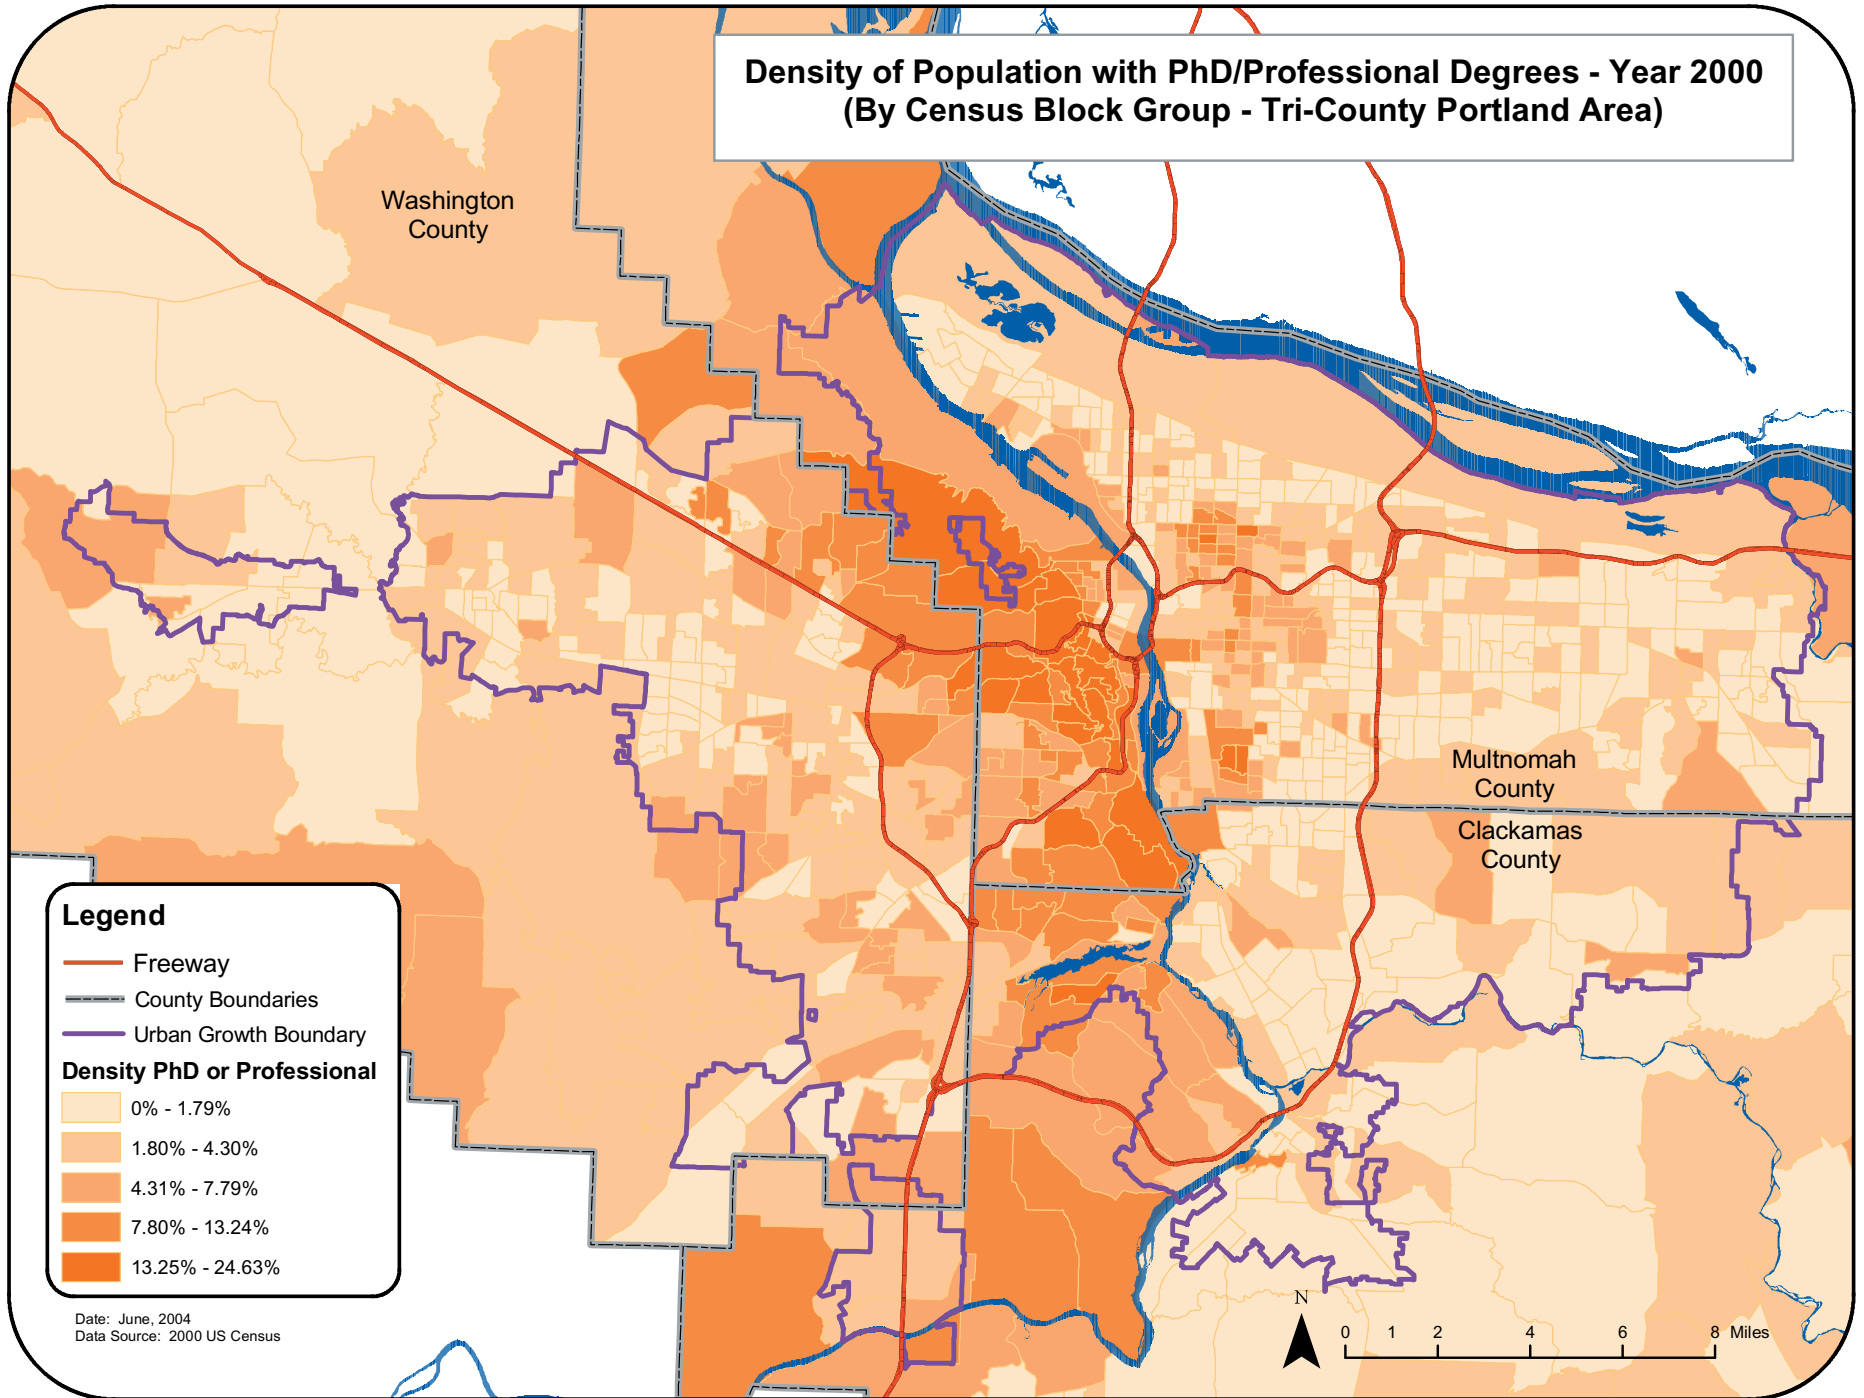 Density of Population with PhD/Professional Degrees - Year 2000
(By Census Block Group - Tri-County Portland Area)
Washington
County
Multnomah
County
Clackamas
County
Legend
Freeway
County Boundaries
Urban Growth Boundary
Density PhD or Professional
0% - 1.79%
1.80% - 4.30%
4.31% - 7.79%
7.80% - 13.24%
13.25% - 24.63%
Date: June, 2004
Data Source: 2000 US Census
N
0 1 2 4 6 8 Miles